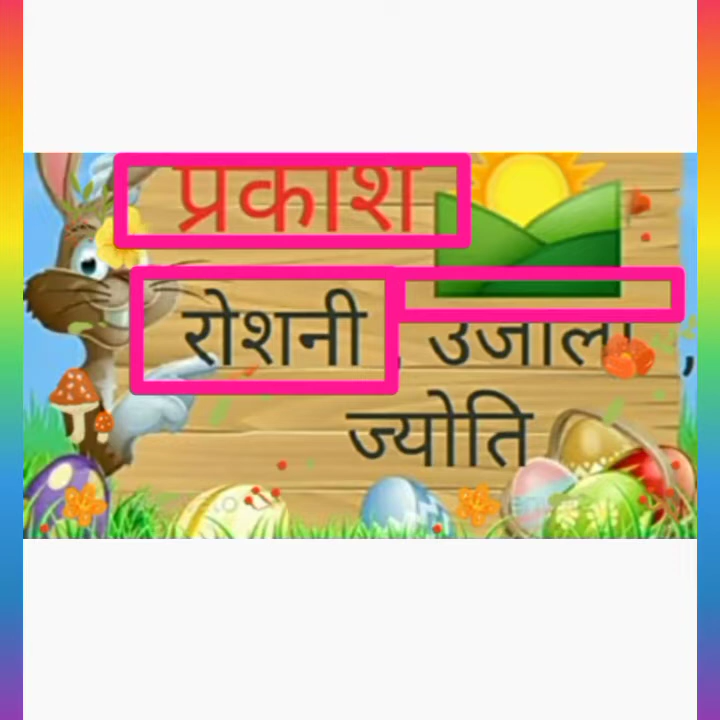 प्रकाश
रोशनी , उजाला ,
ज्योति